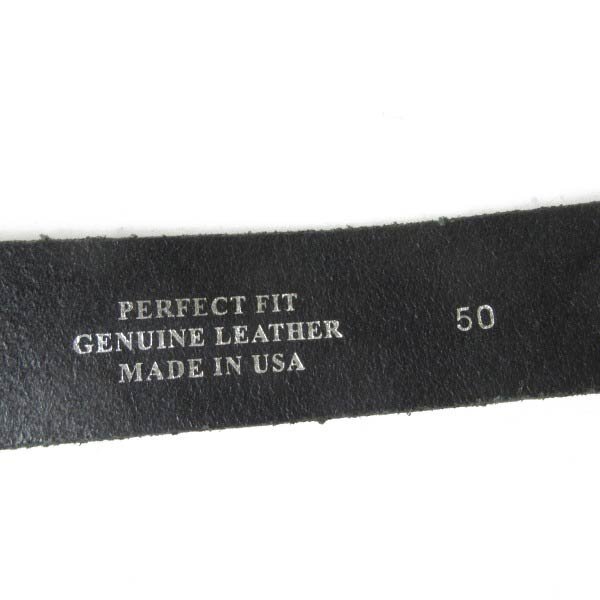 PERFECT FIT
GENUINE LEATHER
MADE IN USA
50